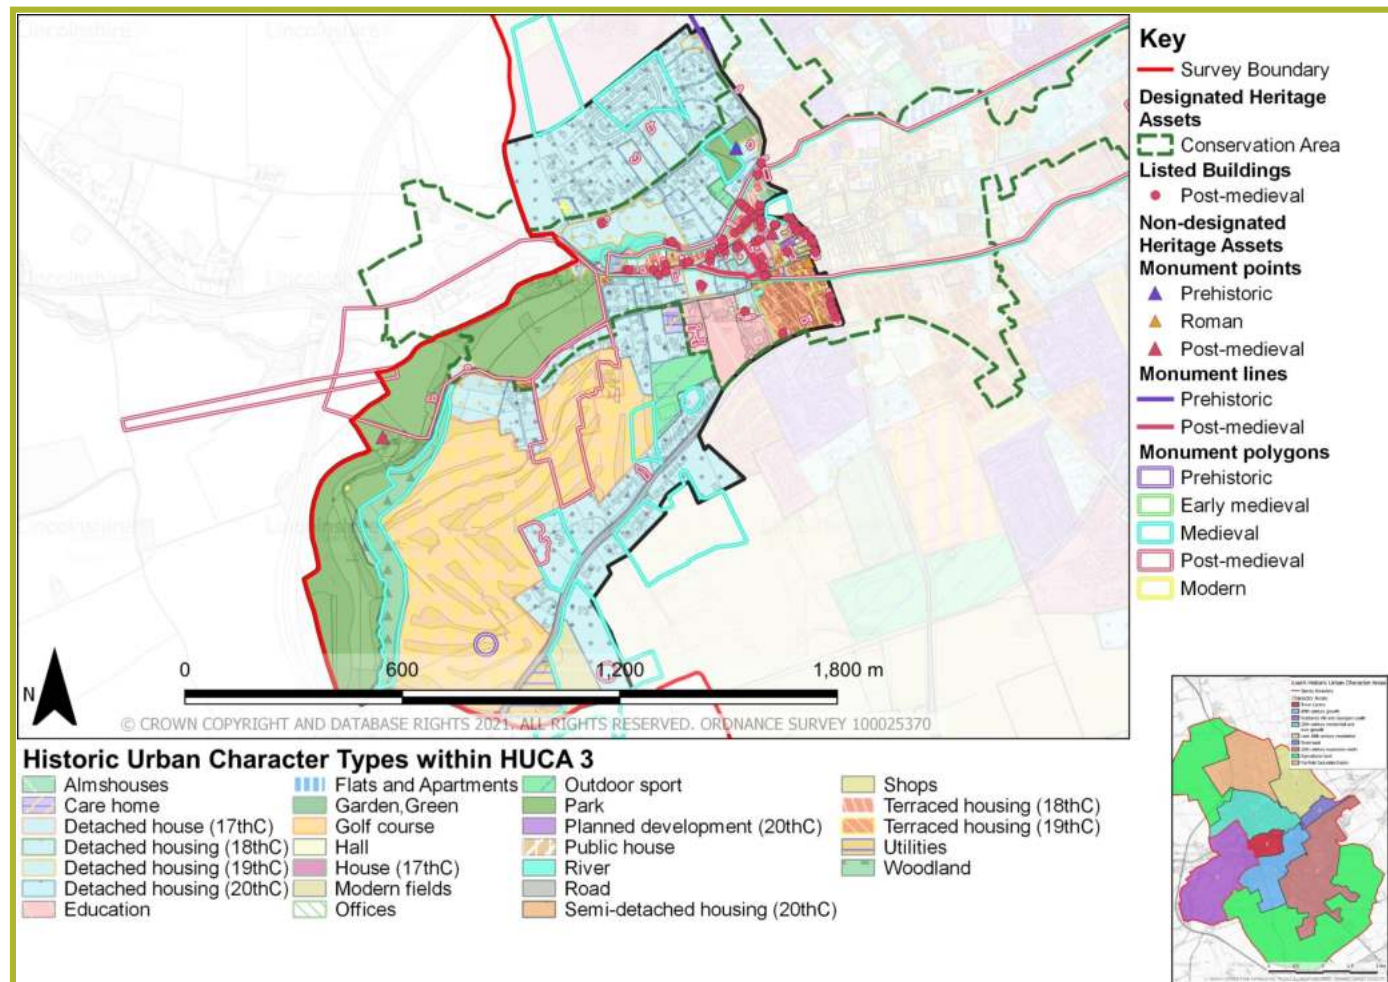 Lincolnshire
Key
Survey Boundary
Designated Heritage
Assets
Conservation Area
Listed Buildings
Post-medieval
Non-designated
Heritage Assets
Monument points
Prehistoric
Roman
Post-medieval
Monument lines
Prehistoric
Post-medieval
Monument polygons
Prehistoric
Early medieval
Medieval
Post-medieval
Modern
N
0 600 1,200 1,800 m
© CROWN COPYRIGHT AND DATABASE RIGHTS 2021. ALL RIGHTS RESERVED. ORDNANCE SURVEY 100025370
Historic Urban Character Types within HUCA 3
Almshouses
Care home
Detached house (17thC)
Detached housing (18thC)
Detached housing (19thC)
Detached housing (20thC)
Education
Flats and Apartments
Garden,Green
Golf course
Hall
House (17thC)
Modern fields
Offices
Outdoor sport
Park
Planned development (20thC)
Public house
River
Road
Semi-detached housing (20thC)
Shops
Terraced housing (18thC)
Terraced housing (19thC)
Utilities
Woodland